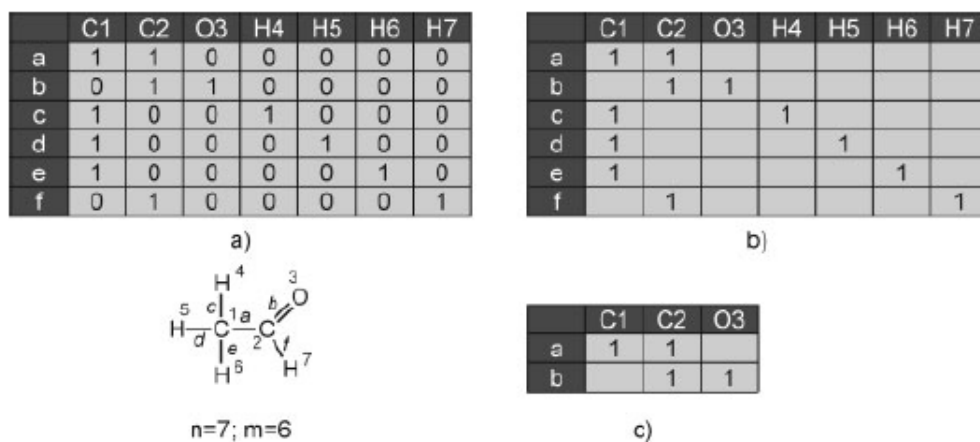 C1 C2 O3 H4 H5 H6 H7
a 1 1 0 0 0 0 0
b 0 1 1 0 0 0 0
c 1 0 0 1 0 0 0
d 1 0 0 0 1 0 0
e 1 0 0 0 0 1 0
f 0 1 0 0 0 0 1
a)
C1 C2 O3 H4 H5 H6 H7
a 1 1
b 1 1
c 1 1
d 1 1
e 1 1
f 1 1
b)
H 4 3
c b O
5 1 a
H C C
d e 2 f
H 6 H 7
n=7; m=6
C1 C2 O3
a 1 1
b 1 1
c)